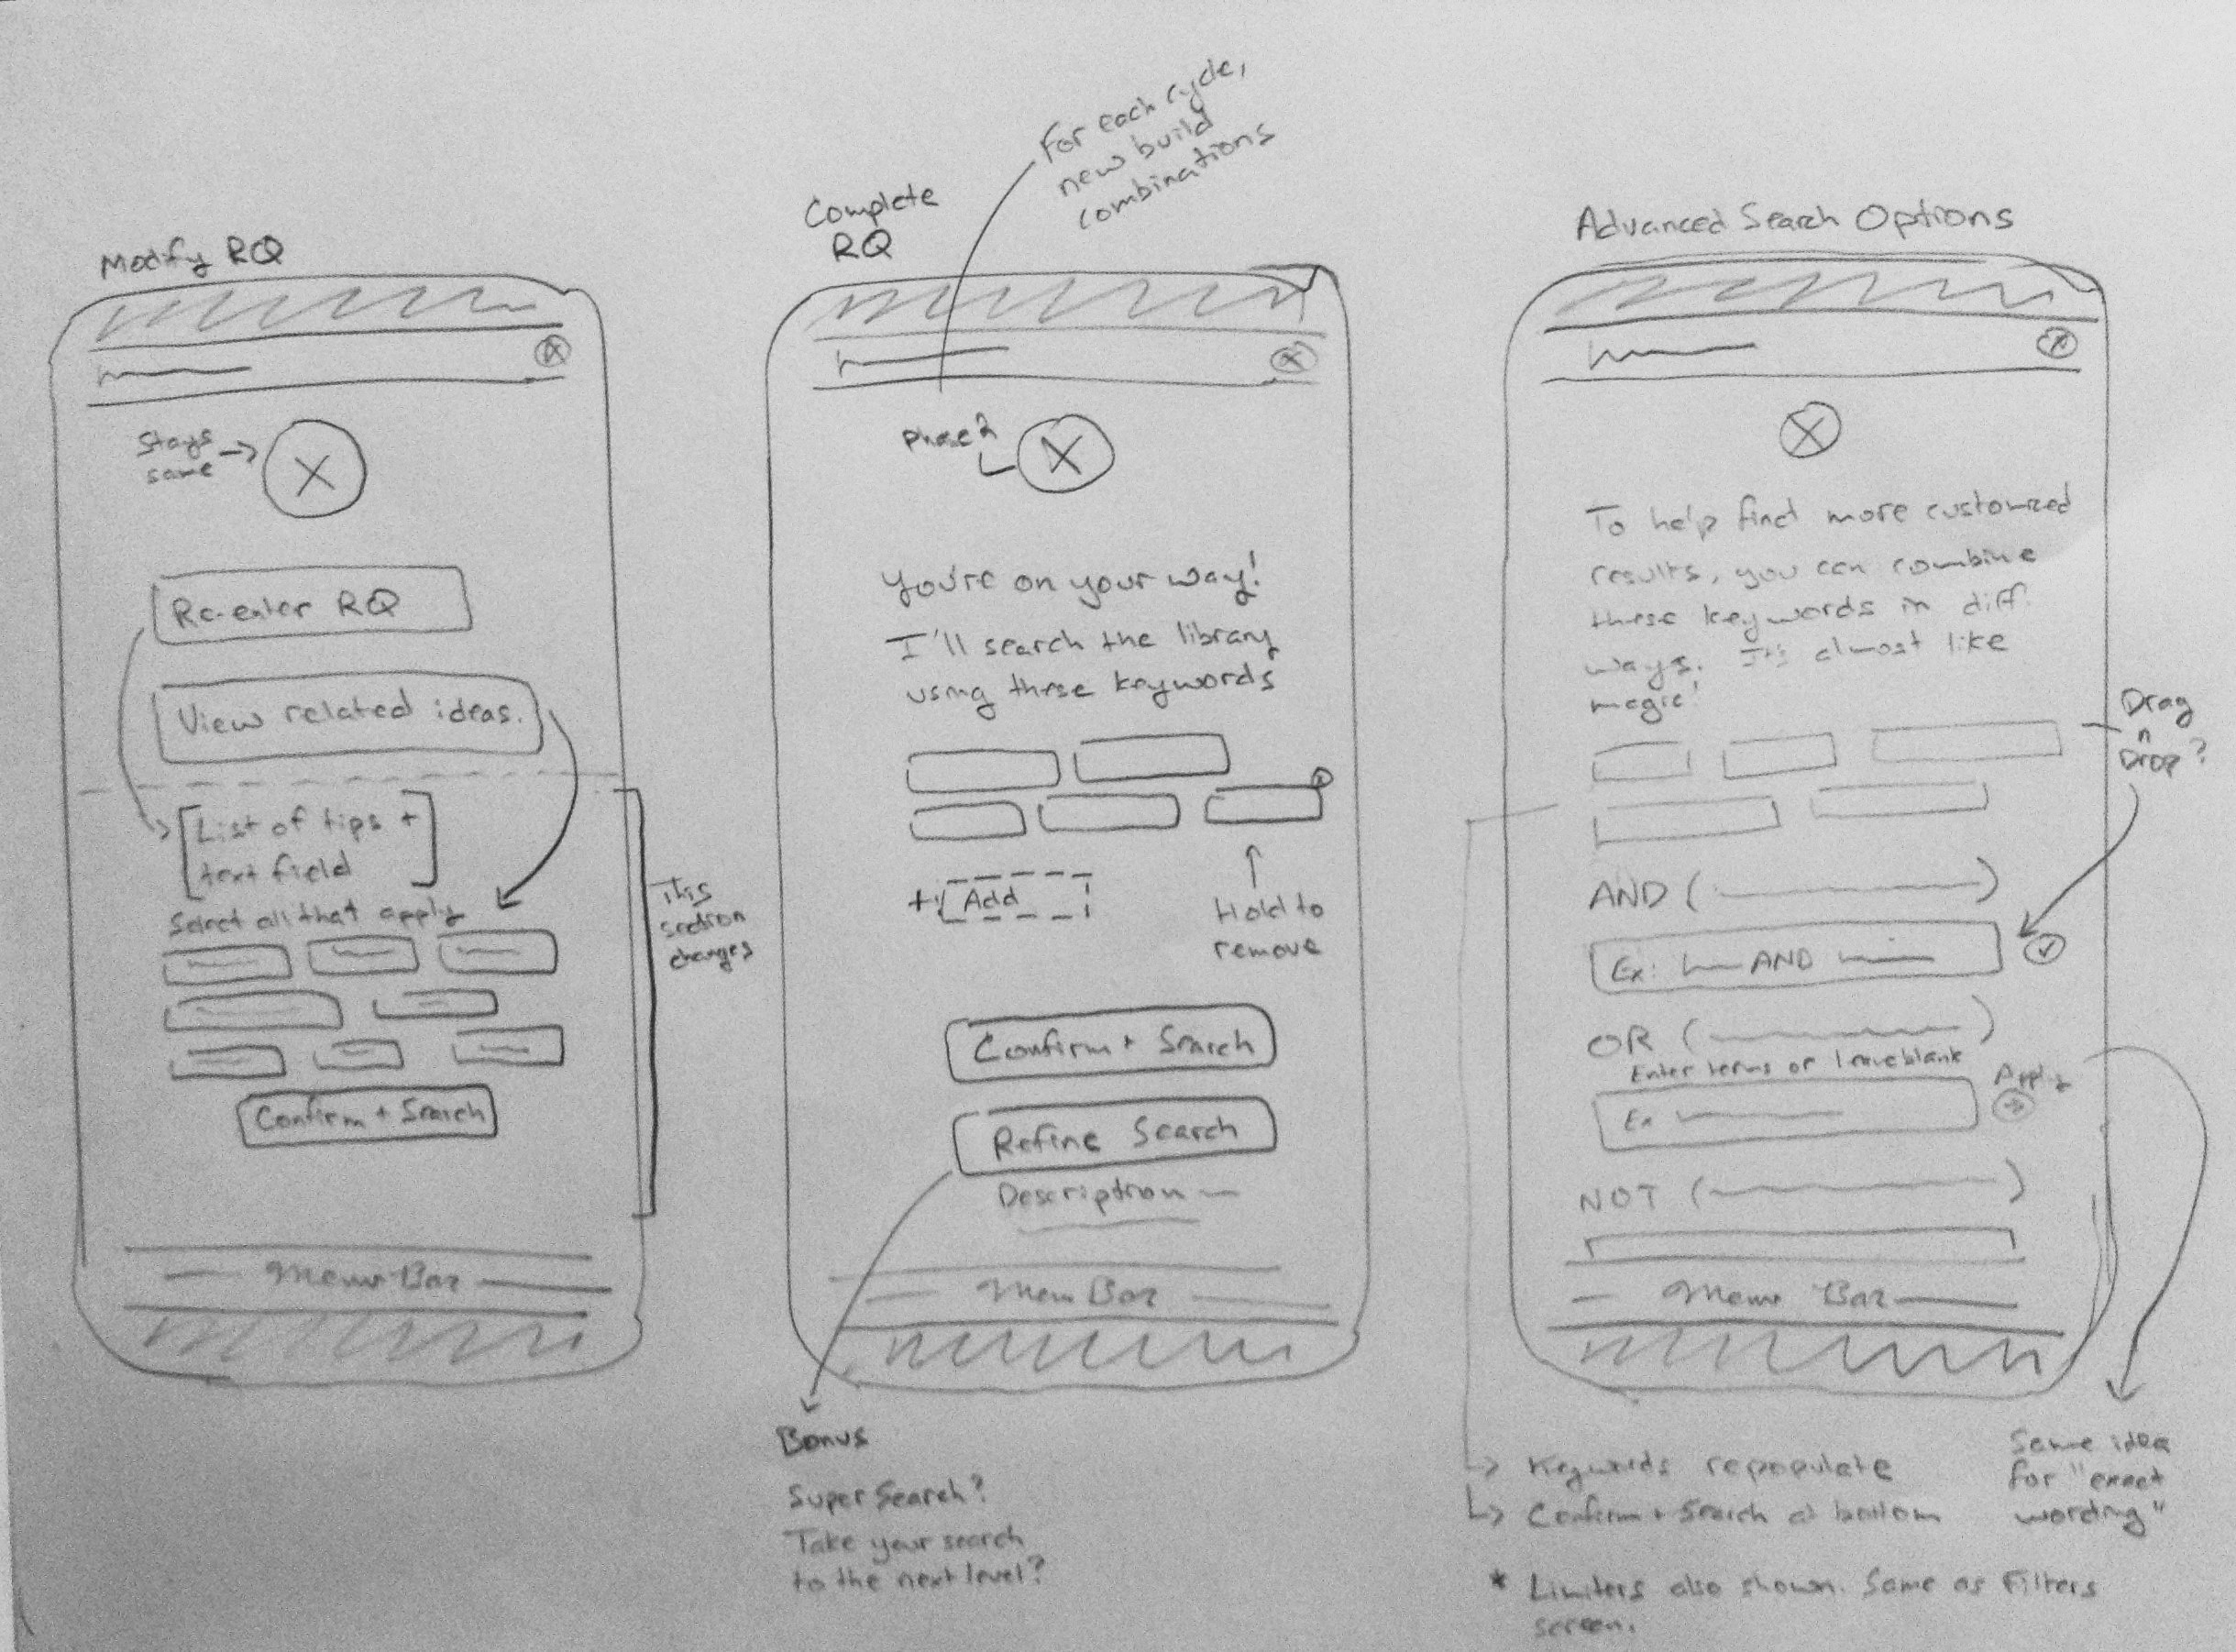 Modify RQ
Stays
same
X
Re-enter RQ
View related ideas.
List of tips +
text field
Select all that apply
Confirm + Search
This
section
changes
Menu Bar
Complete
RQ
For each cycle,
new build
combinations
Phase 2
X
You're on your way!
I'll search the library
using these keywords
+ Add
Hold to
remove
Confirm + Search
Refine Search
Description
Menu Bar
Bonus
Super Search?
Take your search
to the next level?
Advanced Search Options
X
To help find more customized
results, you can combine
these keywords in diff.
ways. It's almost like
magic!
Drag
n
Drop?
AND ( )
Ex: AND
OR ( )
Enter terms or leave blank
Apply
Ex
NOT ( )
Menu Bar
Keywords repopulate
Confirm + Search at bottom
Same idea
for "exact
wording"
* Limiters also shown. Same as Filters
screen.